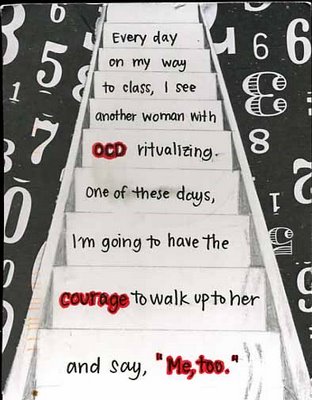 Every day
on my way
to class, I see
another woman with
OCD ritualizing.
One of these days,
I'm going to have the
courage to walk up to her
and say, "Me, too."